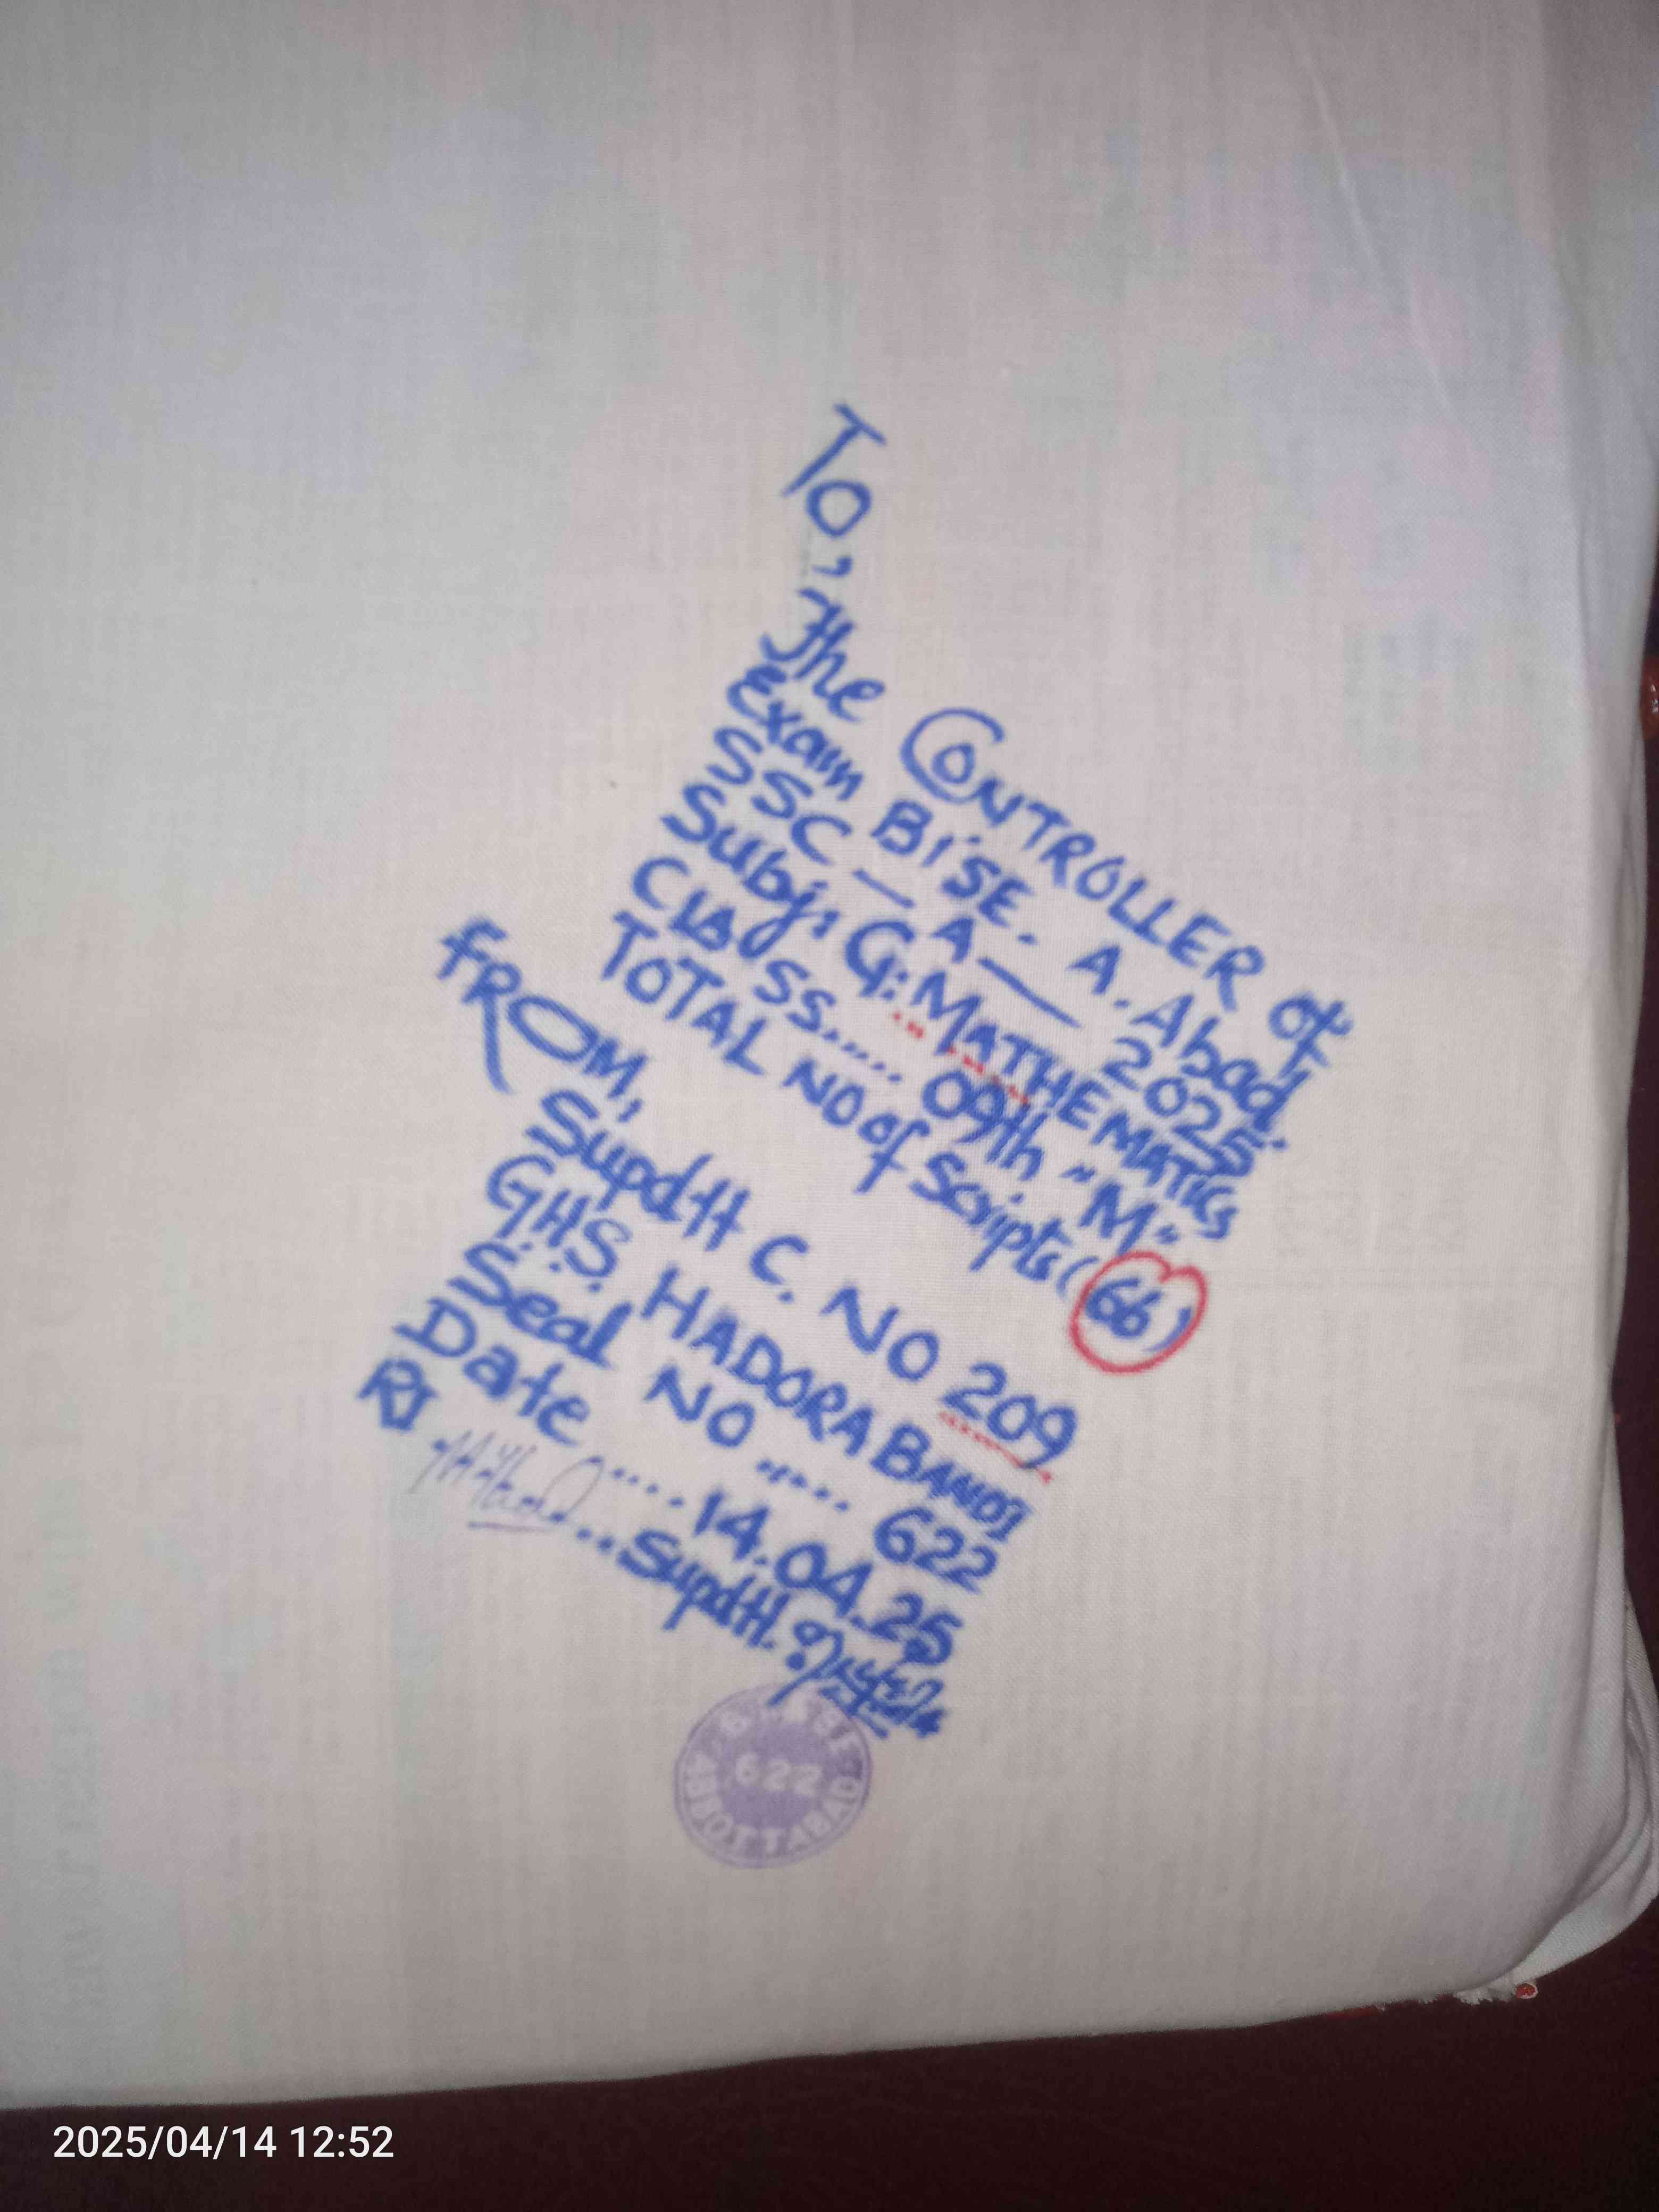 To,
The CONTROLLER of
Exam BISE. A. Abad.
SSC — A — 2025
Subj; G: MATHEMATICS
Class..... 09th "M"
TOTAL NO of Scripts (66)
FROM,
Supdtt C. NO 209
G.H.S. HADORA BANDI
Seal NO ..... 622
Date ..... 14.04.25
RI ..... Supdtt.
B.I.S.E
622
ABBOTTABAD
2025/04/14 12:52